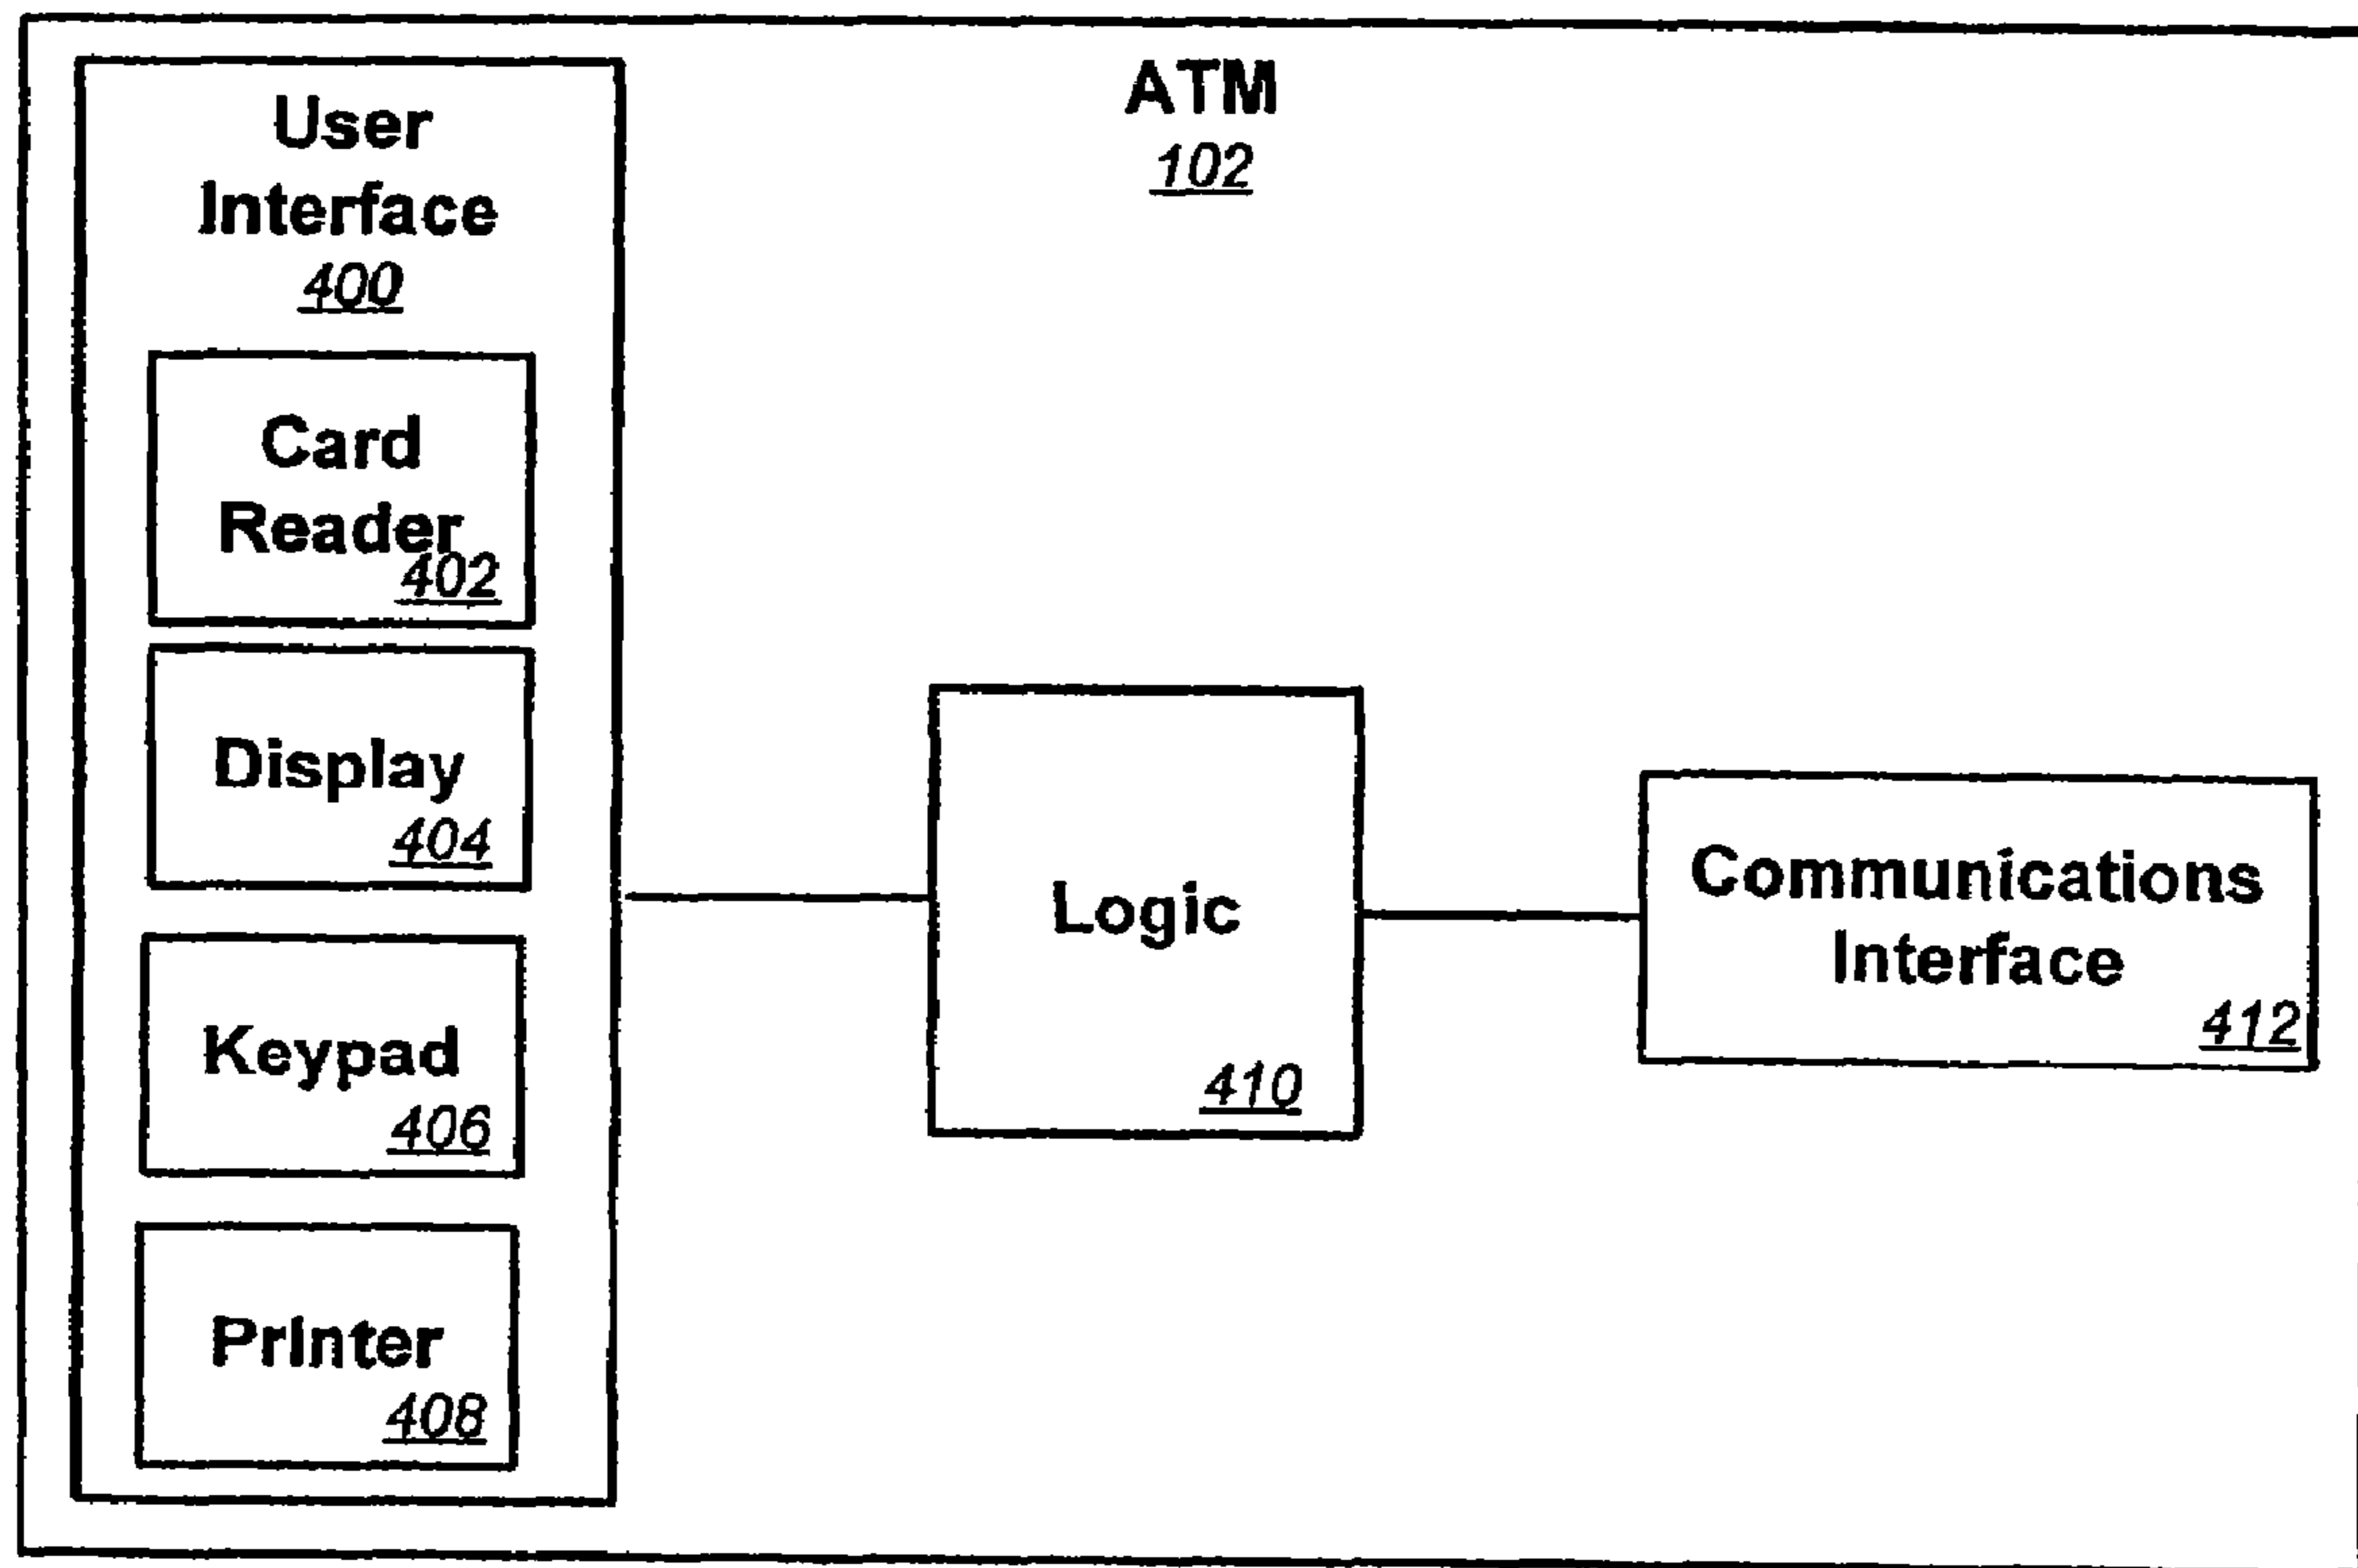 ATM
102
User
Interface
400
Card
Reader
402
Display
404
Keypad
406
Printer
408
Logic
410
Communications
Interface
412